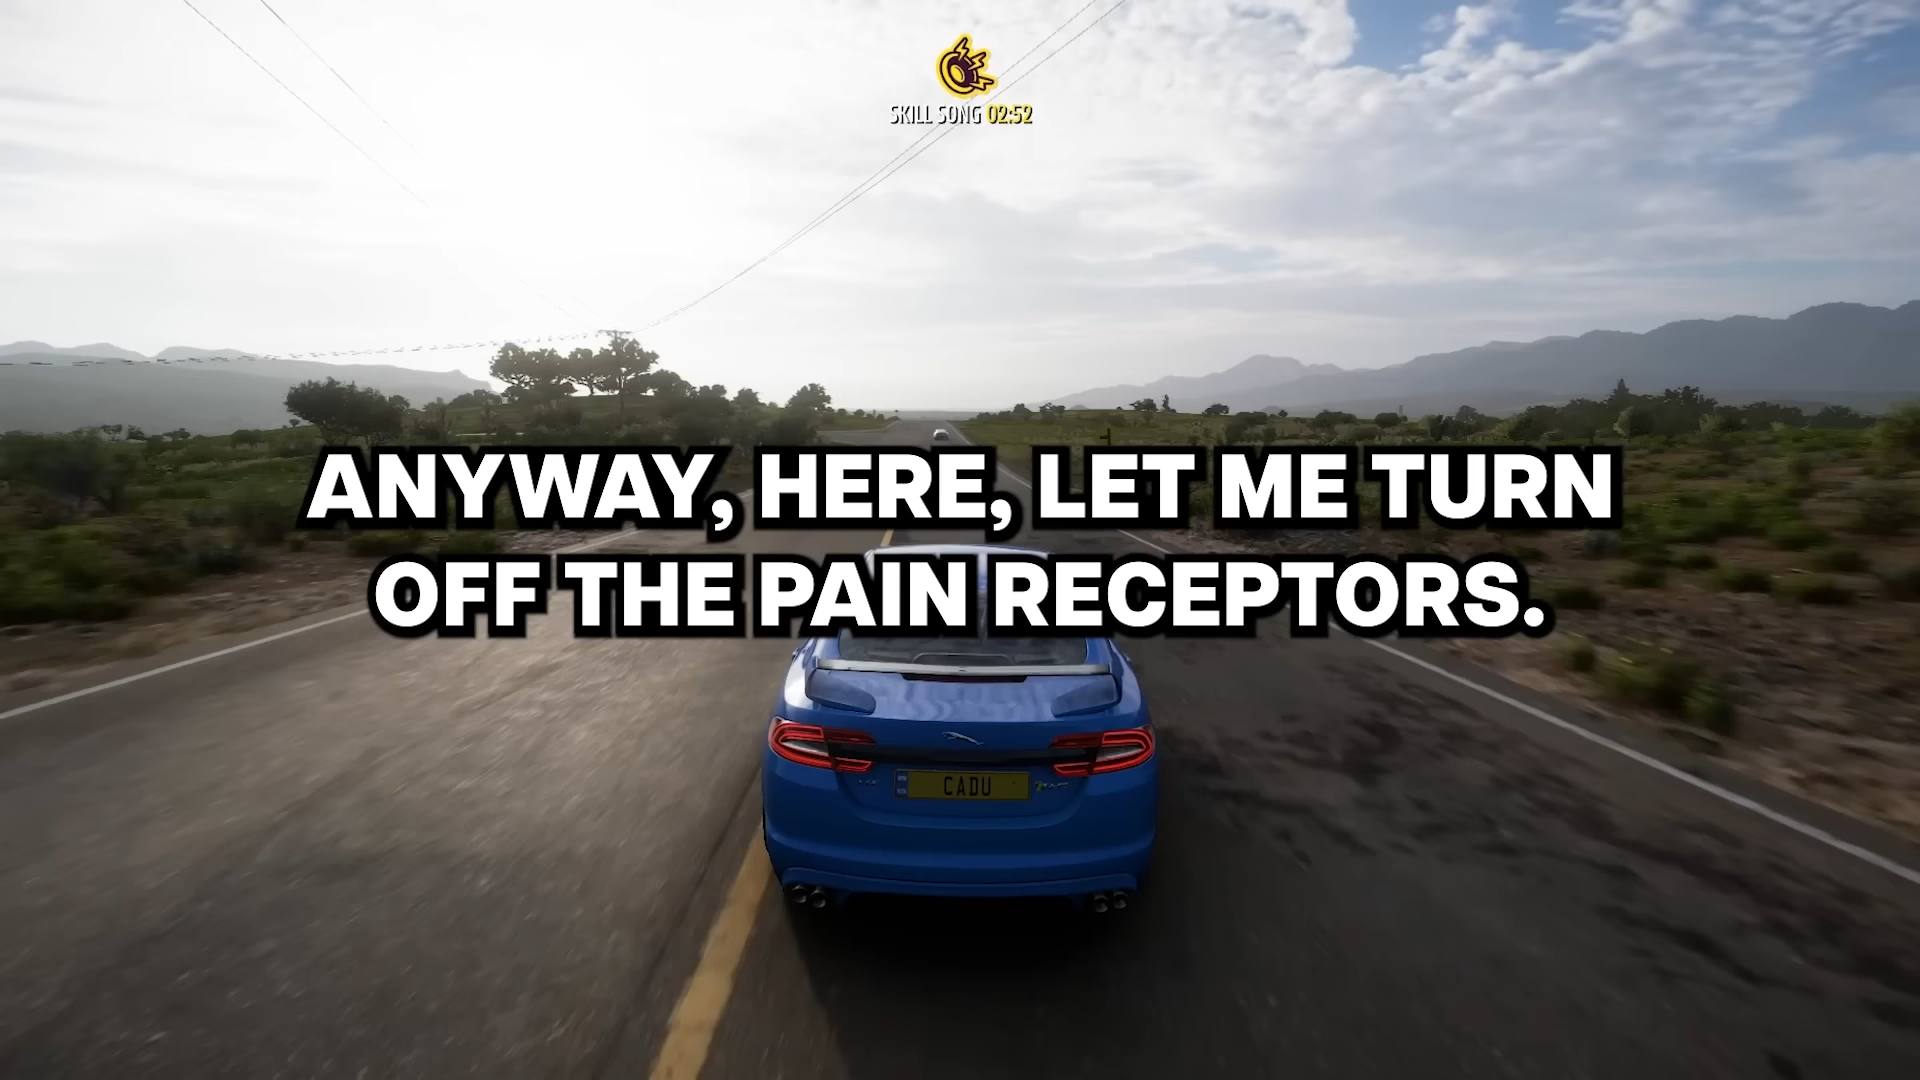 SKILL SONG 02:52
ANYWAY, HERE, LET ME TURN
OFF THE PAIN RECEPTORS.
CADU